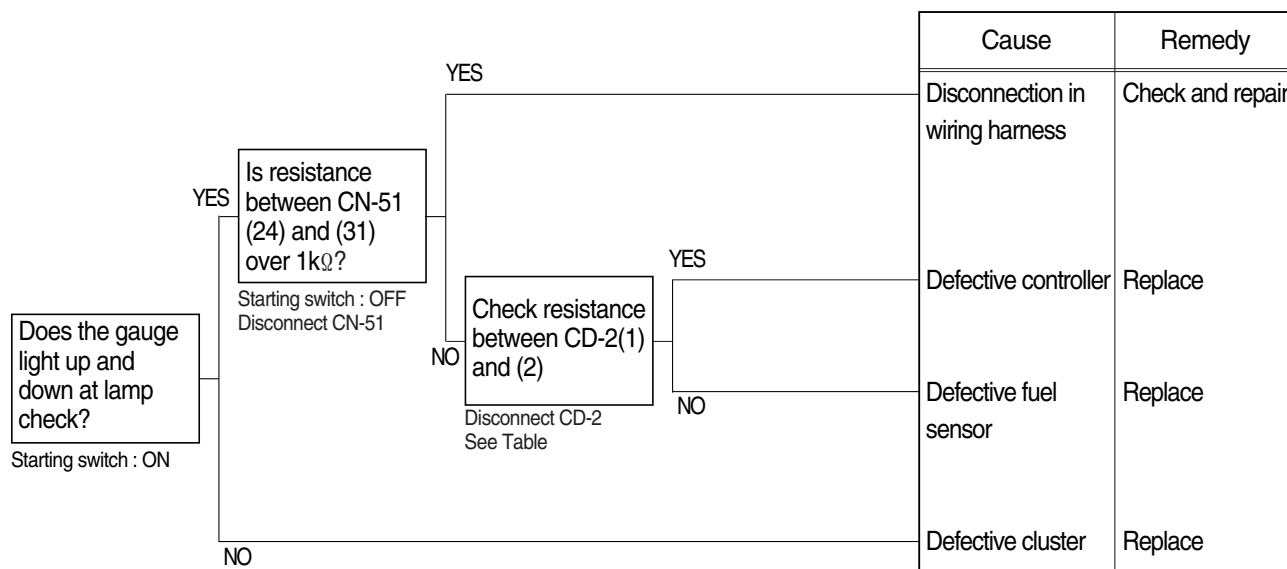 Cause
Remedy
YES
Disconnection in
wiring harness
Check and repair
YES
Is resistance
between CN-51
(24) and (31)
over 1kΩ?
Starting switch : OFF
Disconnect CN-51
YES
Defective controller
Replace
NO
Check resistance
between CD-2(1)
and (2)
Disconnect CD-2
See Table
Does the gauge
light up and
down at lamp
check?
Starting switch : ON
NO
Defective fuel
sensor
Replace
NO
Defective cluster
Replace